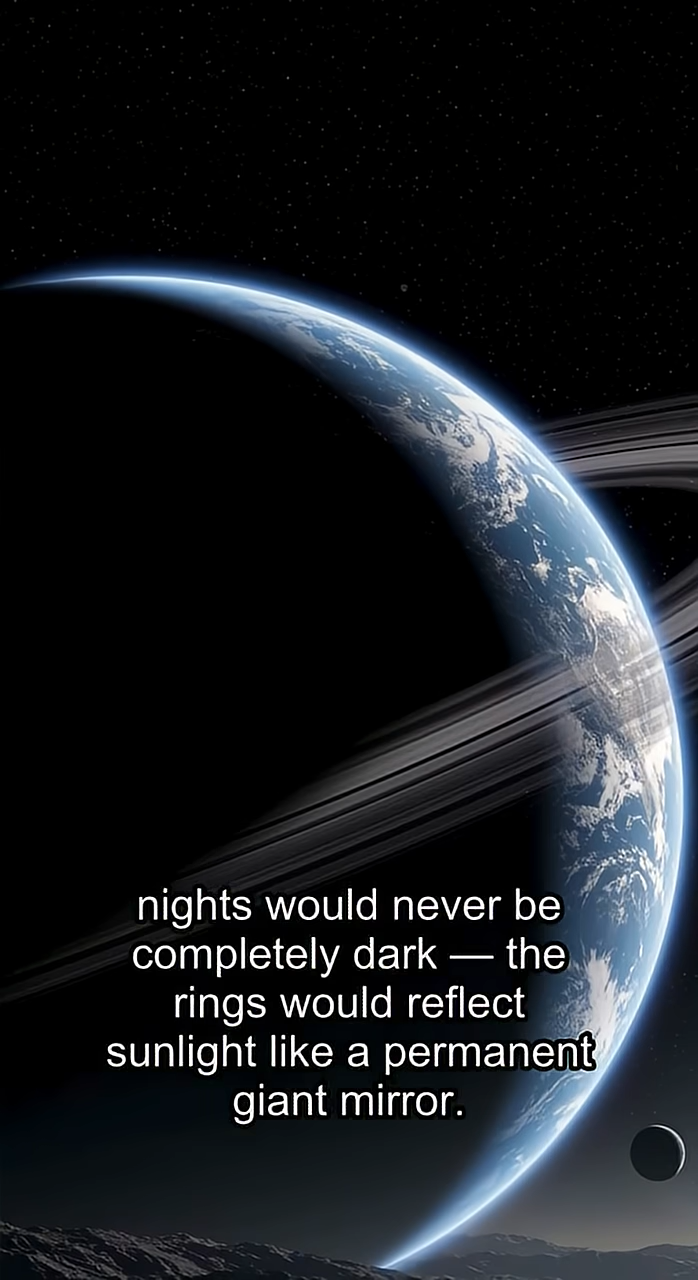 nights would never be
completely dark — the
rings would reflect
sunlight like a permanent
giant mirror.